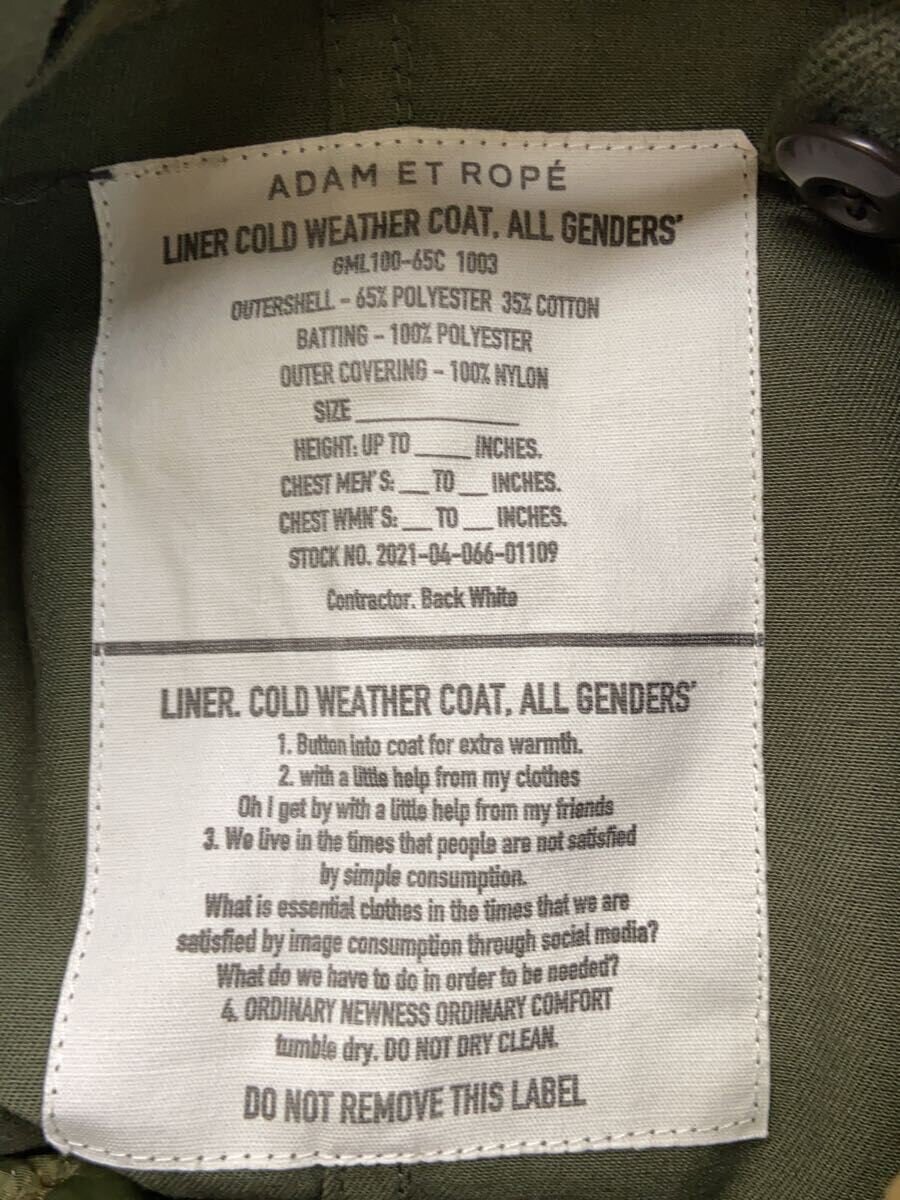 ADAM ET ROPÉ
LINER COLD WEATHER COAT. ALL GENDERS'
GML100-65C 1003
OUTERSHELL - 65% POLYESTER 35% COTTON
BATTING - 100% POLYESTER
OUTER COVERING - 100% NYLON
SIZE ___________
HEIGHT: UP TO ____ INCHES.
CHEST MEN'S: __ TO __ INCHES.
CHEST WMN'S: __ TO __ INCHES.
STOCK NO. 2021-04-066-01109
Contractor. Back White
LINER. COLD WEATHER COAT, ALL GENDERS'
1. Button into coat for extra warmth.
2. with a little help from my clothes
Oh I get by with a little help from my friends
3. We live in the times that people are not satisfied
by simple consumption.
What is essential clothes in the times that we are
satisfied by image consumption through social media?
What do we have to do in order to be needed?
4. ORDINARY NEWNESS ORDINARY COMFORT
tumble dry. DO NOT DRY CLEAN.
DO NOT REMOVE THIS LABEL